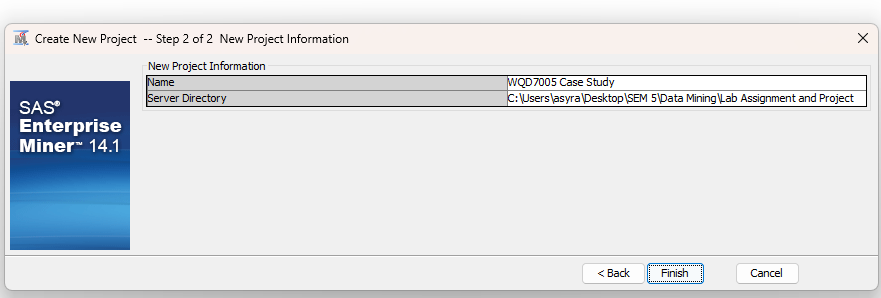 Create New Project -- Step 2 of 2 New Project Information
New Project Information
Name WQD7005 Case Study
Server Directory C:\Users\asyra\Desktop\SEM 5\Data Mining\Lab Assignment and Project
SAS®
Enterprise
Miner™ 14.1
< Back Finish Cancel